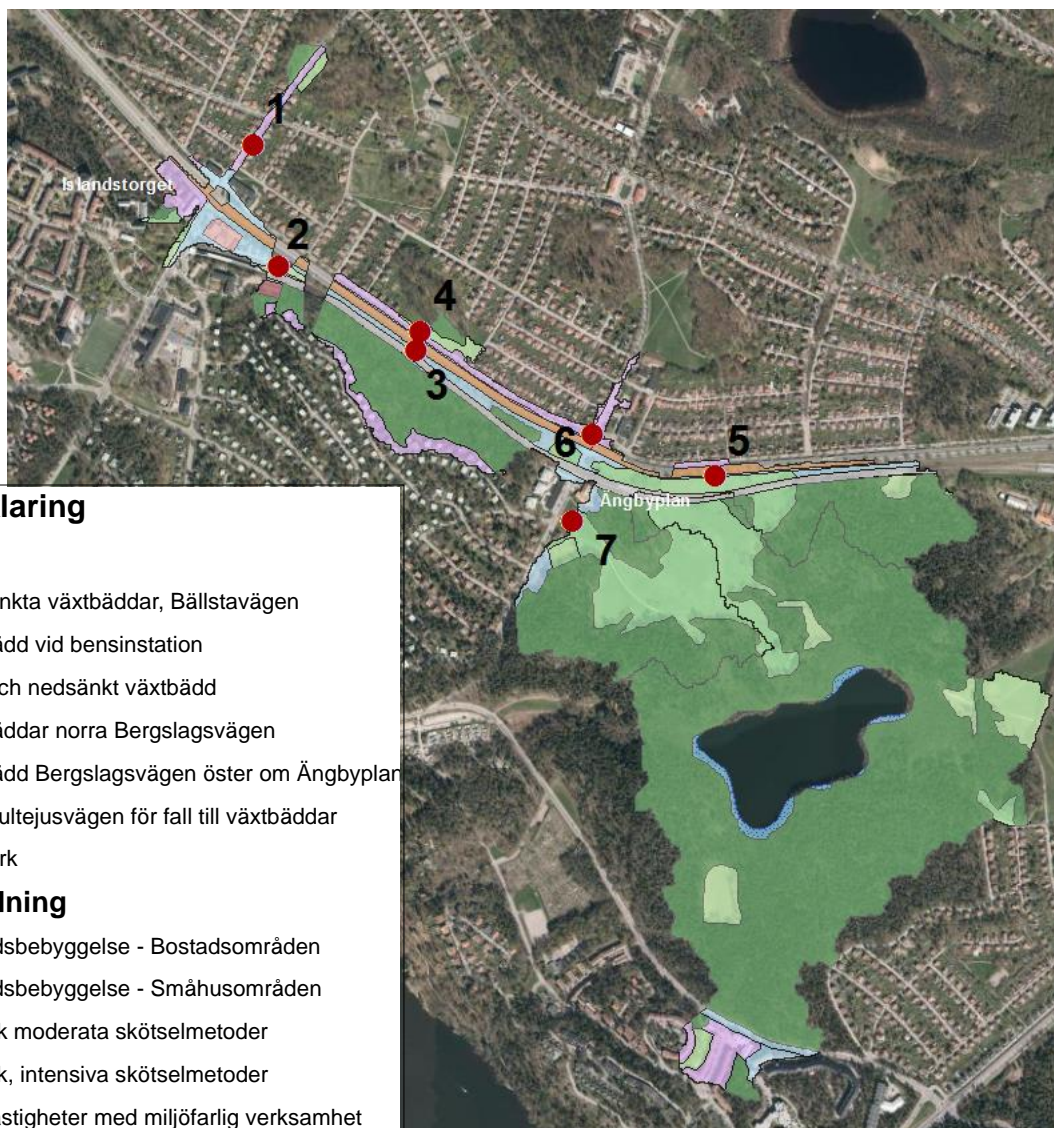 1
Islandstorget
2
4
3
6
5
Ängbyplan
7
laring
nkta växtbäddar, Bällstavägen
ädd vid bensinstation
ch nedsänkt växtbädd
äddar norra Bergslagsvägen
ädd Bergslagsvägen öster om Ängbyplan
ultejusvägen för fall till växtbäddar
rk
dning
dsbebyggelse - Bostadsområden
dsbebyggelse - Småhusområden
k moderata skötselmetoder
k, intensiva skötselmetoder
astigheter med miljöfarlig verksamhet